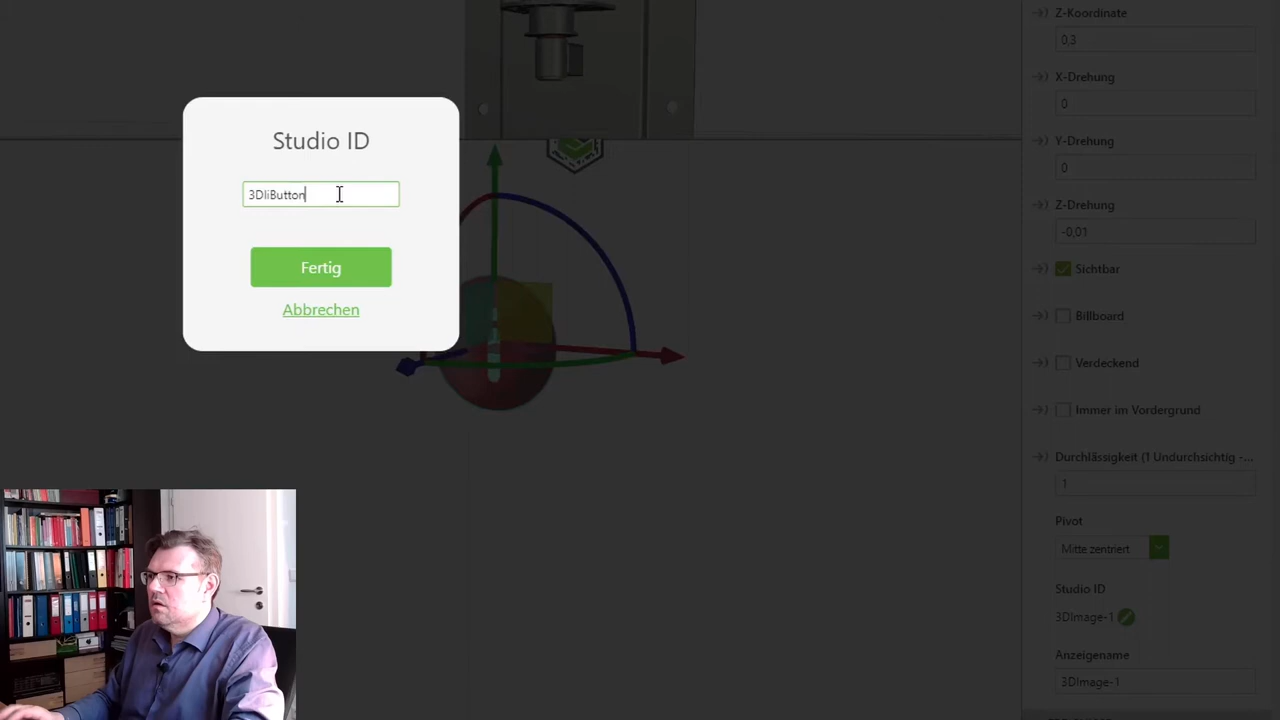 Studio ID
3DIiButton
Fertig
Abbrechen
Z-Koordinate
0,3
X-Drehung
0
Y-Drehung
0
Z-Drehung
-0,01
Sichtbar
Billboard
Verdeckend
Immer im Vordergrund
Durchlässigkeit (1 Undurchsichtig -...
1
Pivot
Mitte zentriert
Studio ID
3DImage-1
Anzeigename
3DImage-1